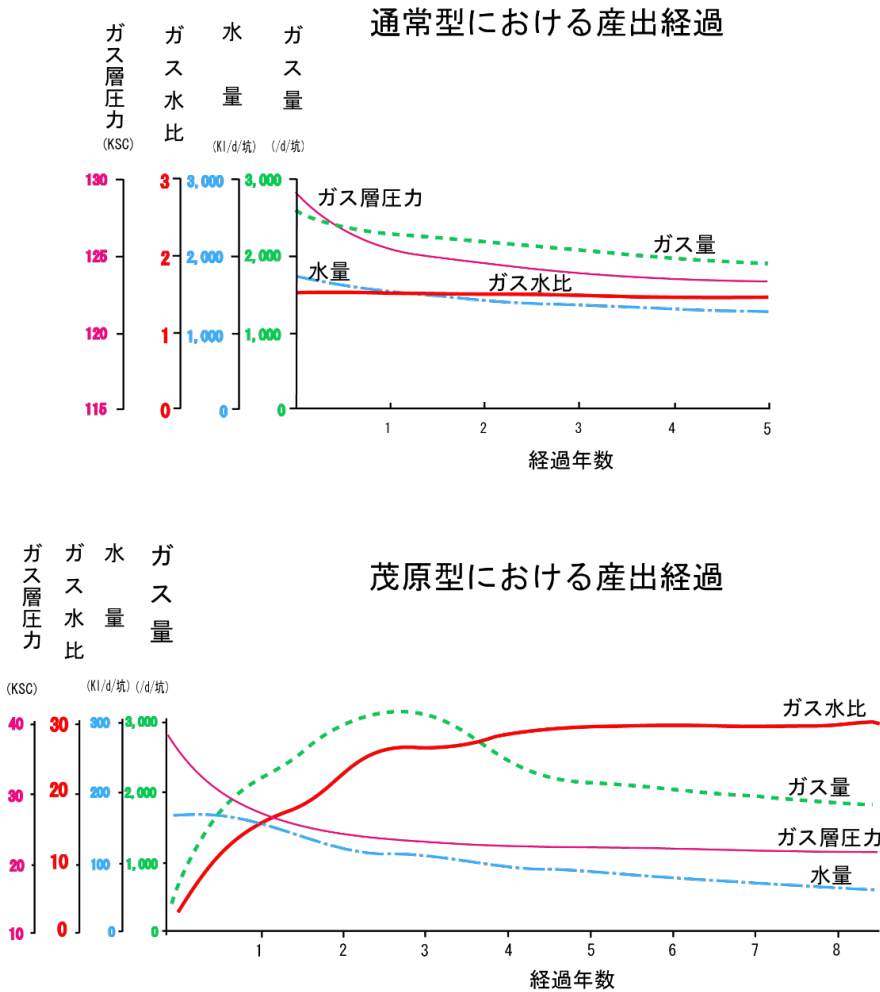 通常型における産出経過
ガス層圧力
(KSC)
ガス水比
水量
(Kl/d/坑)
ガス量
(/d/坑)
130
125
120
115
3
2
1
0
3,000
2,000
1,000
0
3,000
2,000
1,000
0
ガス層圧力
ガス量
水量
ガス水比
1 2 3 4 5
経過年数
茂原型における産出経過
ガス層圧力
(KSC)
ガス水比
水量
(Kl/d/坑)
ガス量
(/d/坑)
40
30
20
10
30
20
10
0
300
200
100
0
3,000
2,000
1,000
0
ガス水比
ガス量
ガス層圧力
水量
1 2 3 4 5 6 7 8
経過年数